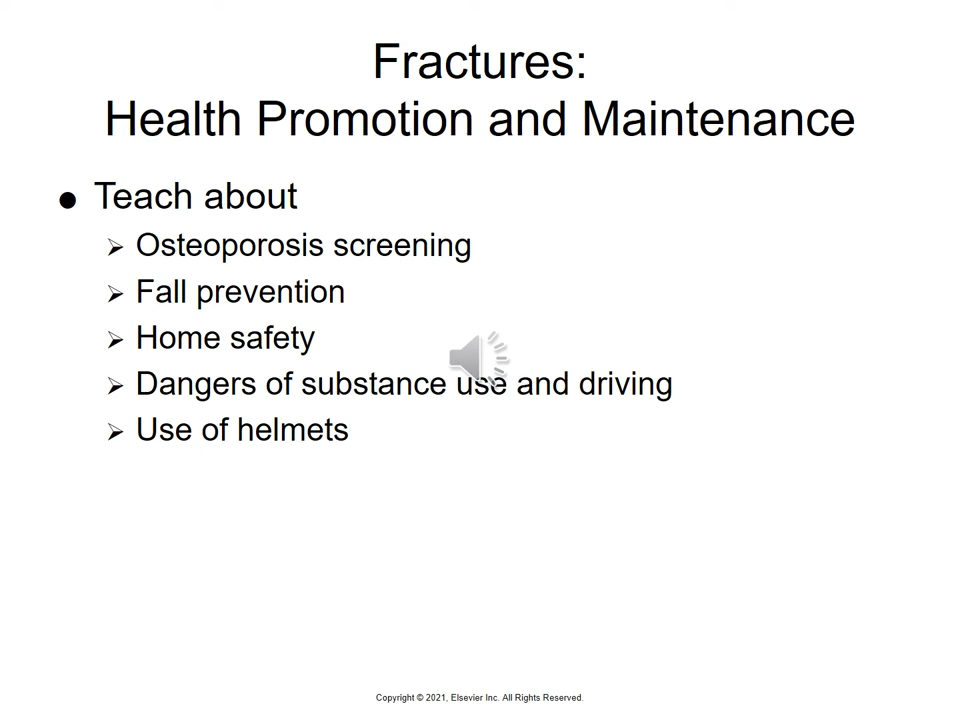 Fractures:
Health Promotion and Maintenance
● Teach about
➢ Osteoporosis screening
➢ Fall prevention
➢ Home safety
➢ Dangers of substance use and driving
➢ Use of helmets
Copyright © 2021, Elsevier Inc. All Rights Reserved.